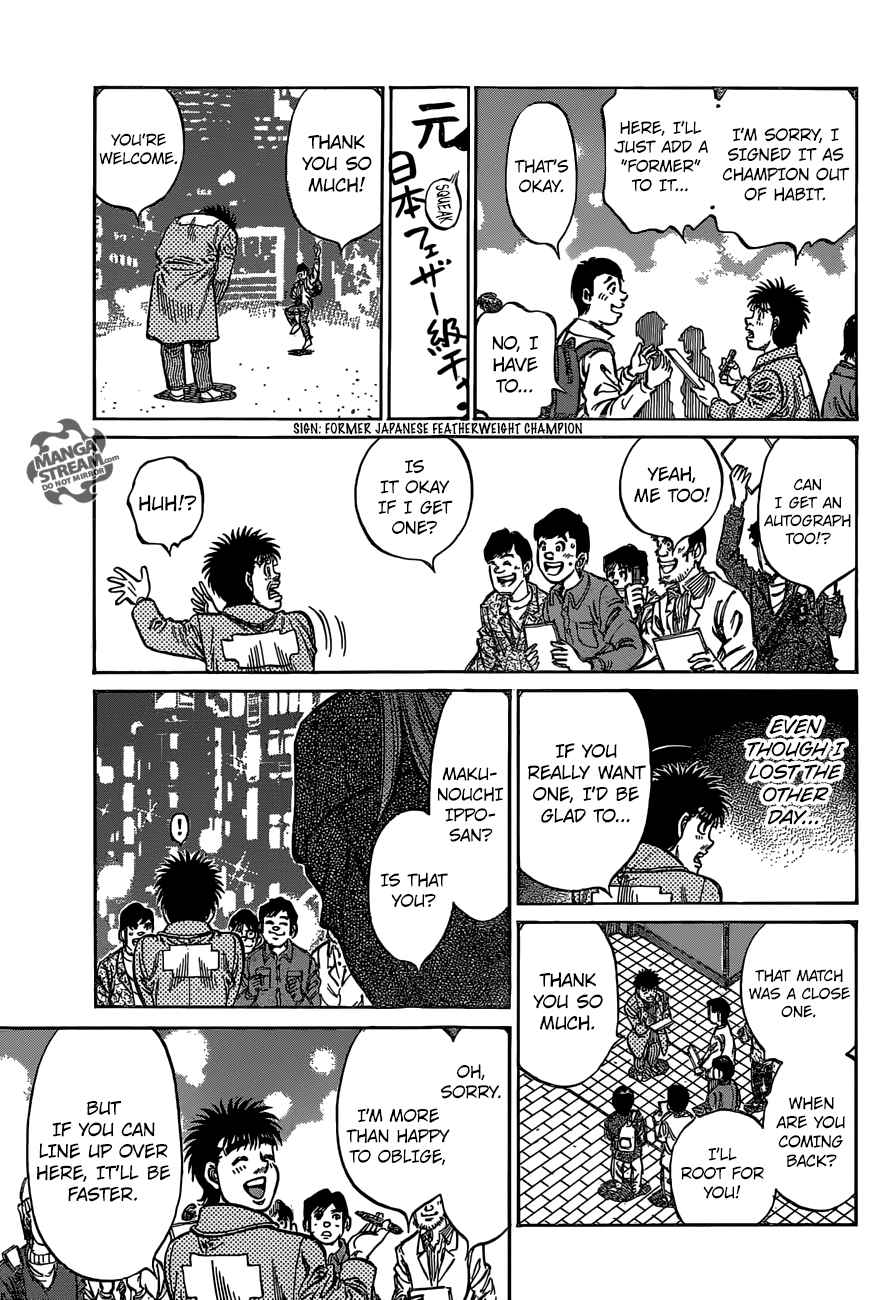 I'M SORRY, I
SIGNED IT AS
CHAMPION OUT
OF HABIT.
HERE, I'LL
JUST ADD A
"FORMER"
TO IT...
THAT'S
OKAY.
NO, I
HAVE
TO...
元
日本フェザー級チ
SQUEAK
THANK
YOU SO
MUCH!
YOU'RE
WELCOME.
SIGN: FORMER JAPANESE FEATHERWEIGHT CHAMPION
MANGA
STREAM.com
DO NOT MIRROR
CAN
I GET AN
AUTOGRAPH
TOO!?
YEAH,
ME TOO!
IS
IT OKAY
IF I GET
ONE?
HUH!?
EVEN
THOUGH I
LOST THE
OTHER
DAY...
IF YOU
REALLY WANT
ONE, I'D BE
GLAD TO...
THAT MATCH
WAS A CLOSE
ONE.
THANK
YOU SO
MUCH.
WHEN
ARE YOU
COMING
BACK?
I'LL
ROOT FOR
YOU!
MAKU-
NOUCHI
IPPO-
SAN?
IS THAT
YOU?
!
OH,
SORRY.
I'M MORE
THAN HAPPY
TO OBLIGE,
BUT
IF YOU CAN
LINE UP OVER
HERE, IT'LL BE
FASTER.